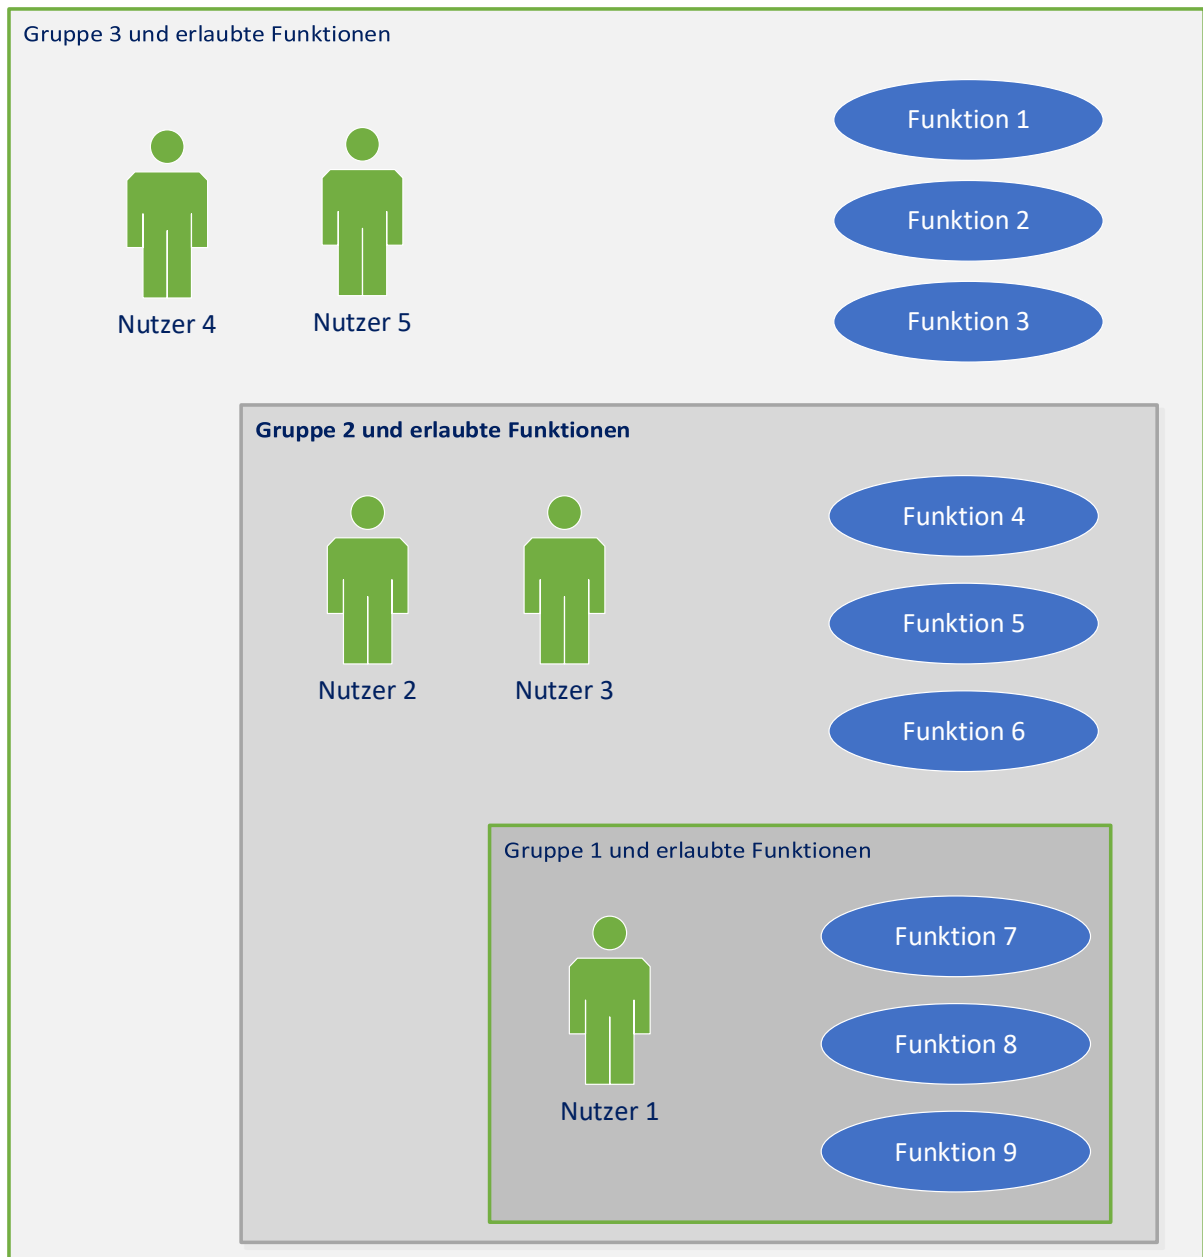 Gruppe 3 und erlaubte Funktionen
Funktion 1
Funktion 2
Funktion 3
Nutzer 4
Nutzer 5
Gruppe 2 und erlaubte Funktionen
Funktion 4
Funktion 5
Funktion 6
Nutzer 2
Nutzer 3
Gruppe 1 und erlaubte Funktionen
Funktion 7
Funktion 8
Funktion 9
Nutzer 1